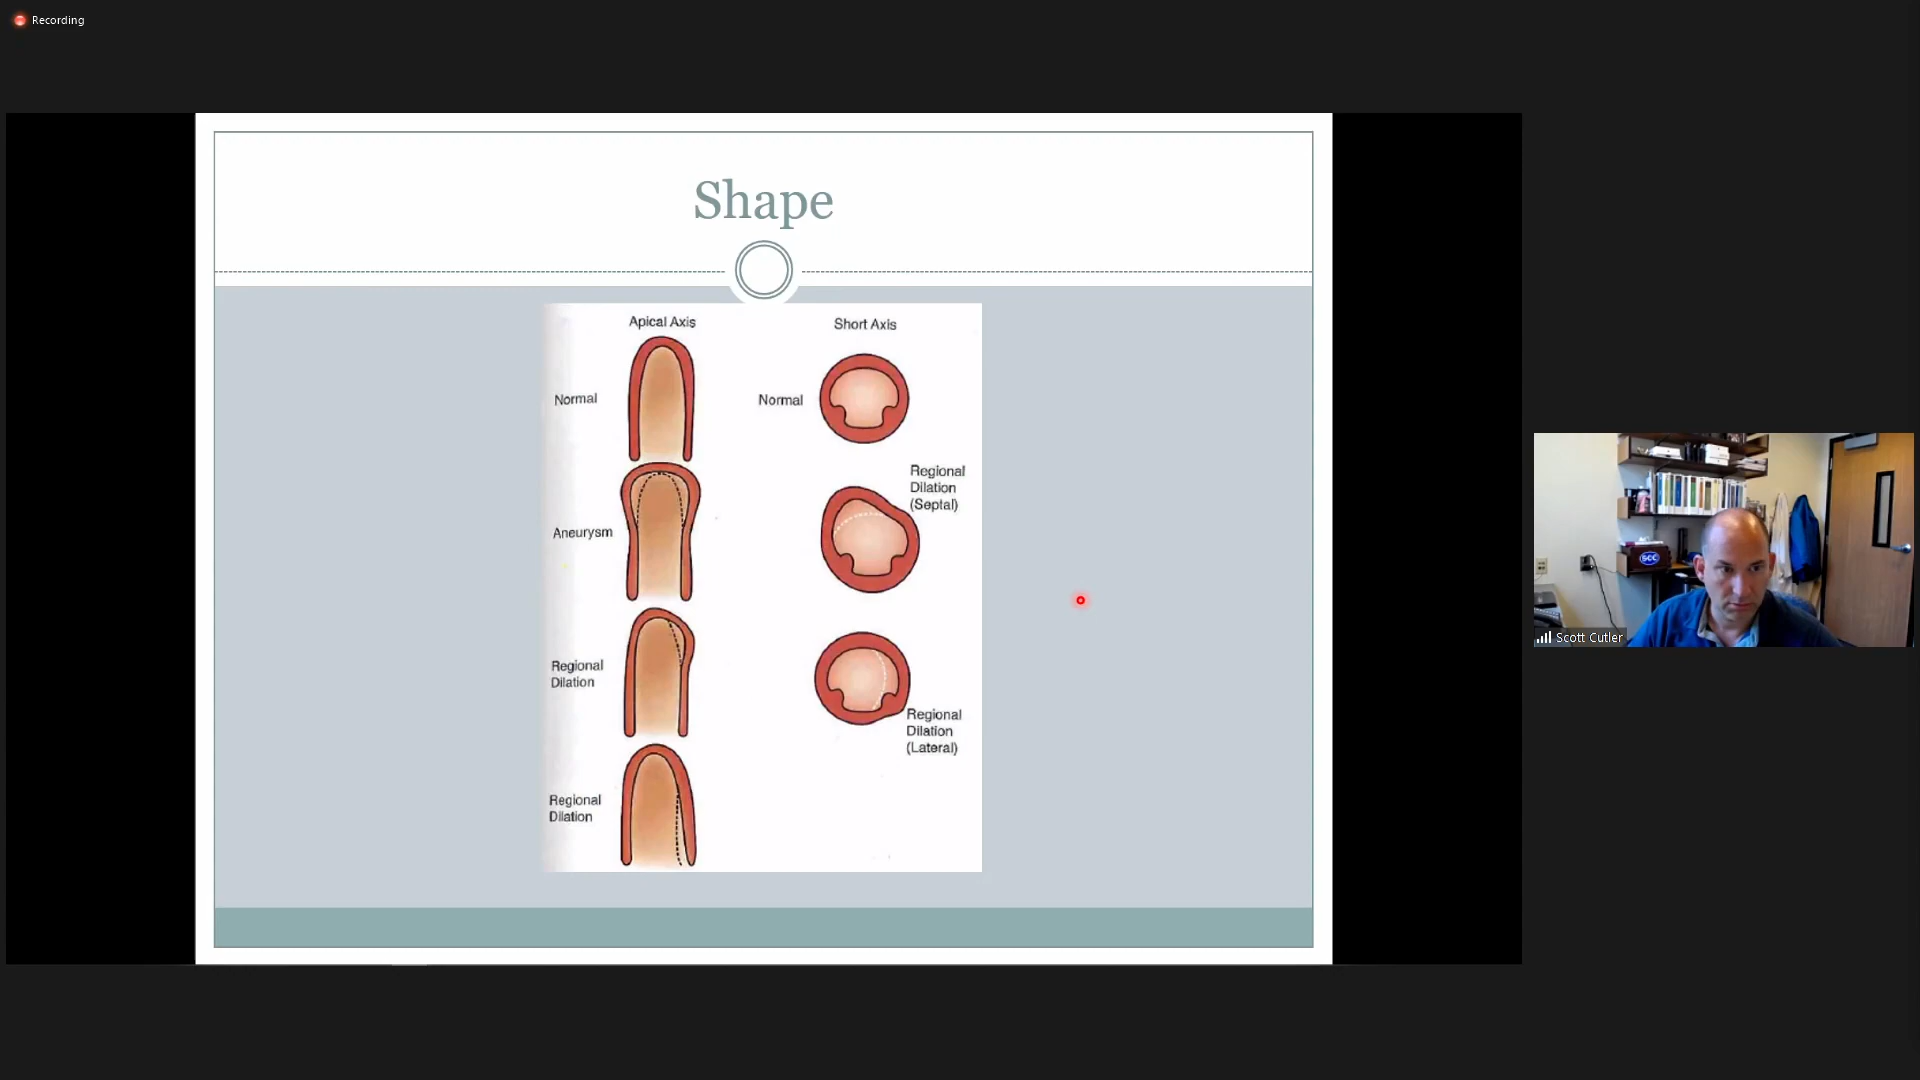 Recording
Shape
Apical Axis
Short Axis
Normal
Normal
Regional
Dilation
(Septal)
Aneurysm
Regional
Dilation
Regional
Dilation
(Lateral)
Regional
Dilation
SCC
Scott Cutler